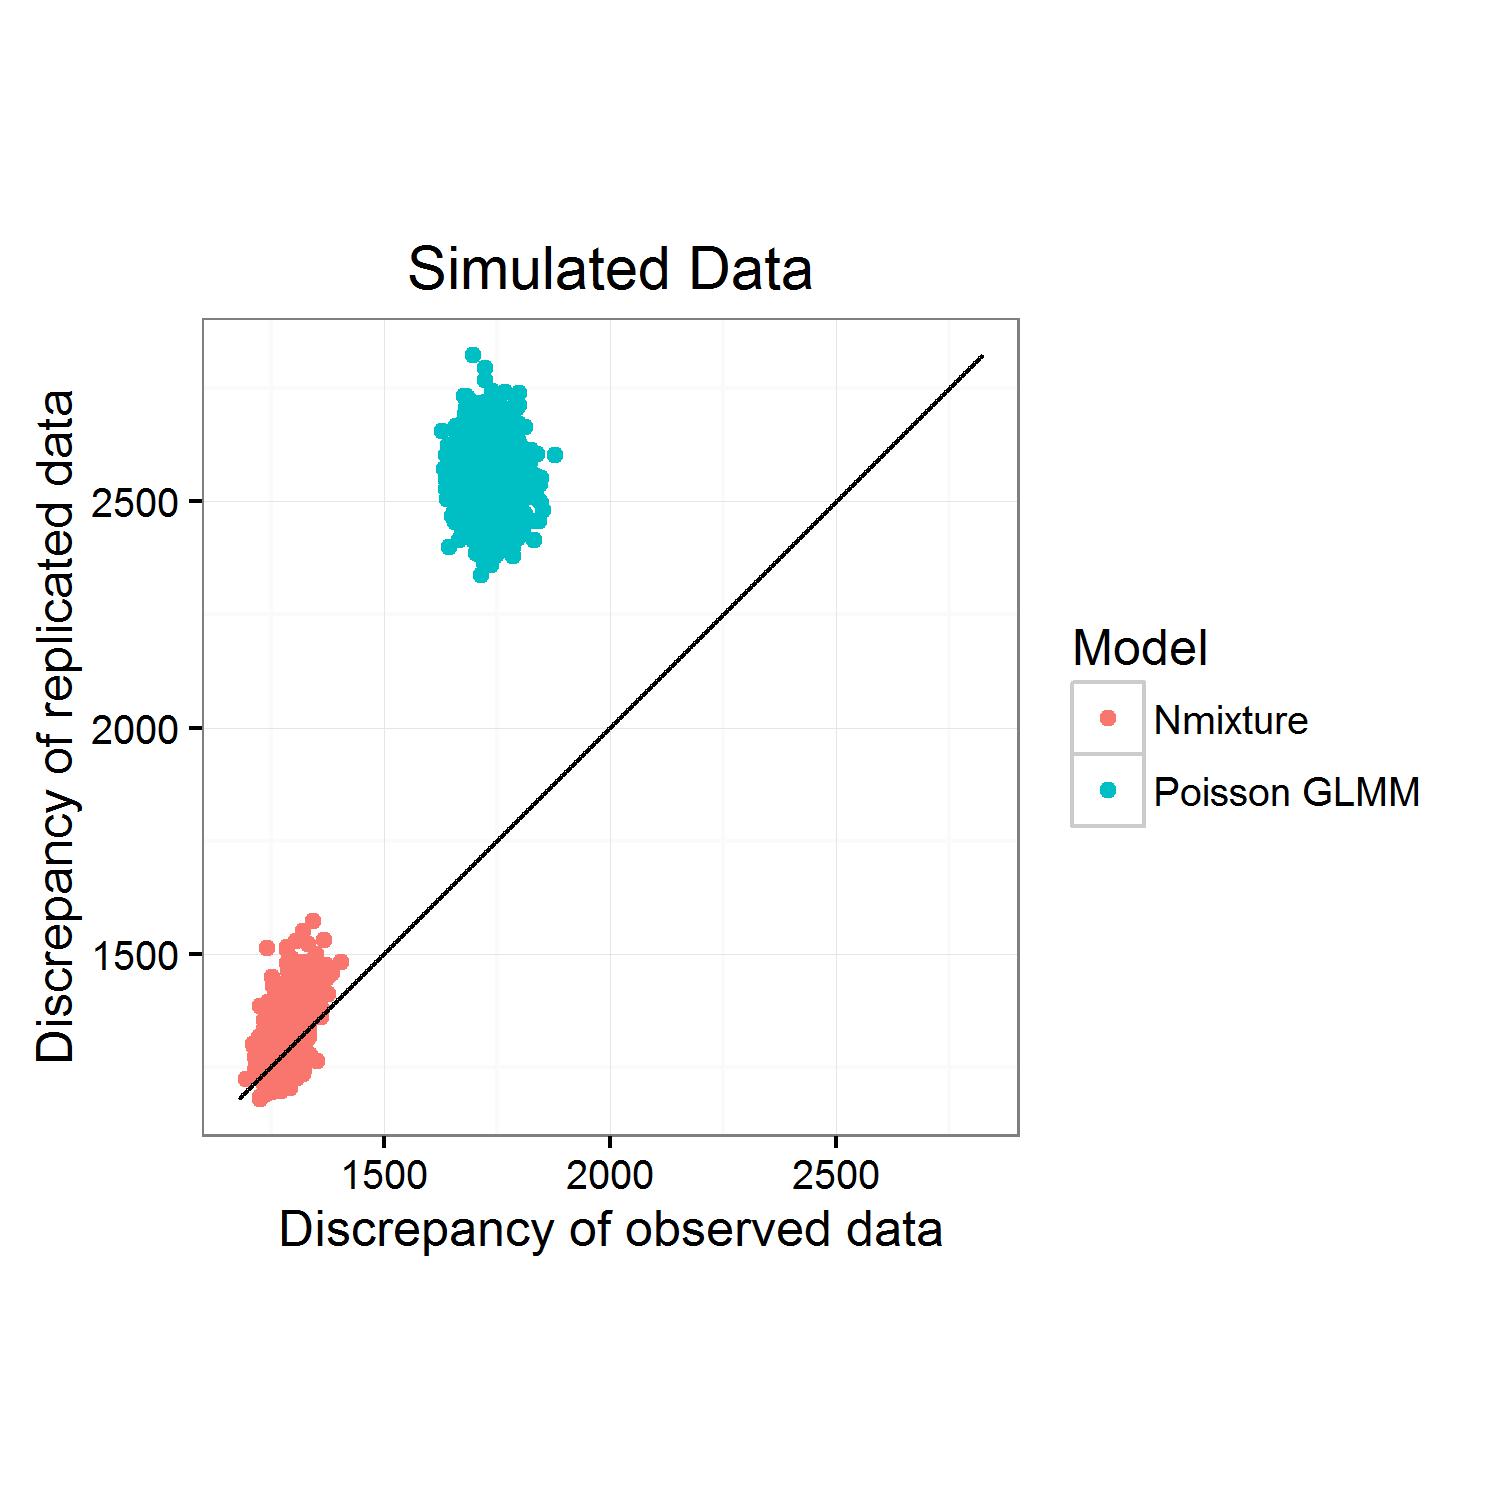 Simulated Data
Discrepancy of replicated data
2500
2000
1500
1500 2000 2500
Discrepancy of observed data
Model
Nmixture
Poisson GLMM